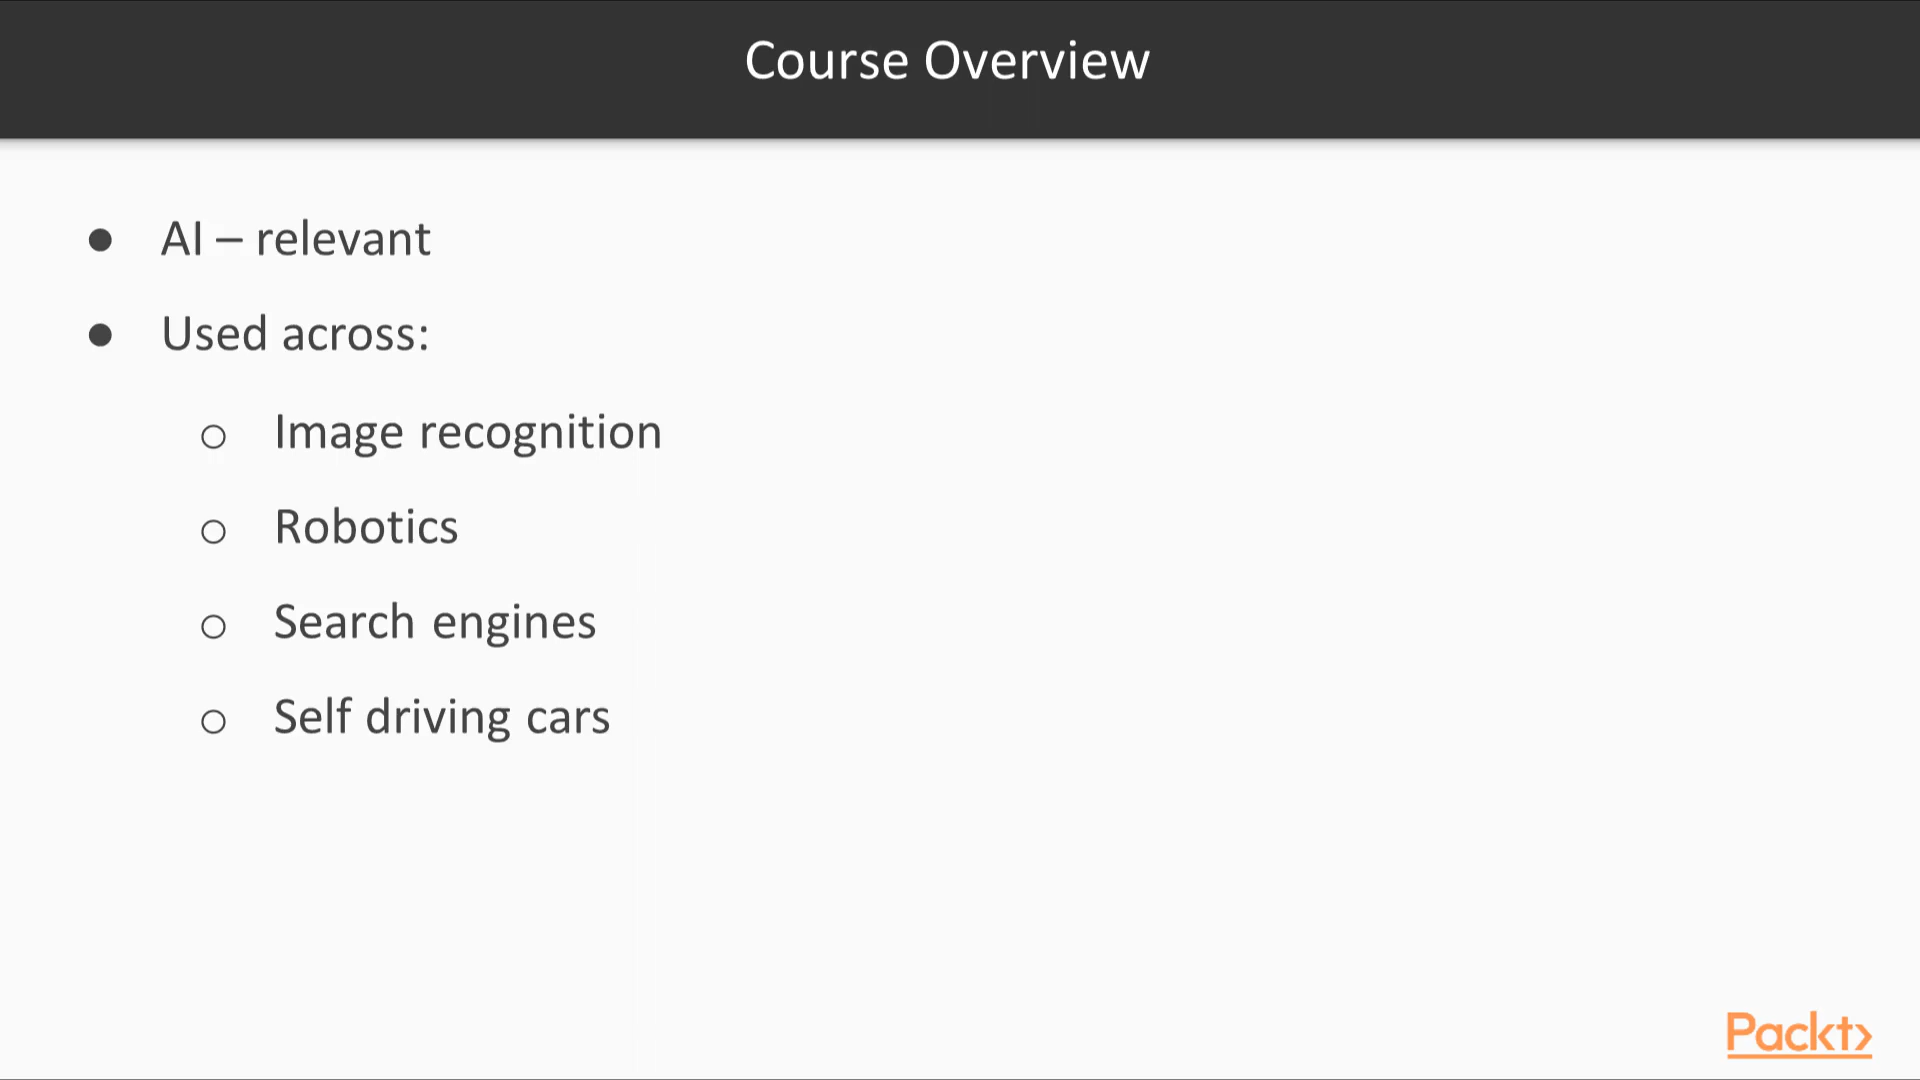 Course Overview
● AI – relevant
● Used across:
○ Image recognition
○ Robotics
○ Search engines
○ Self driving cars
Packt>